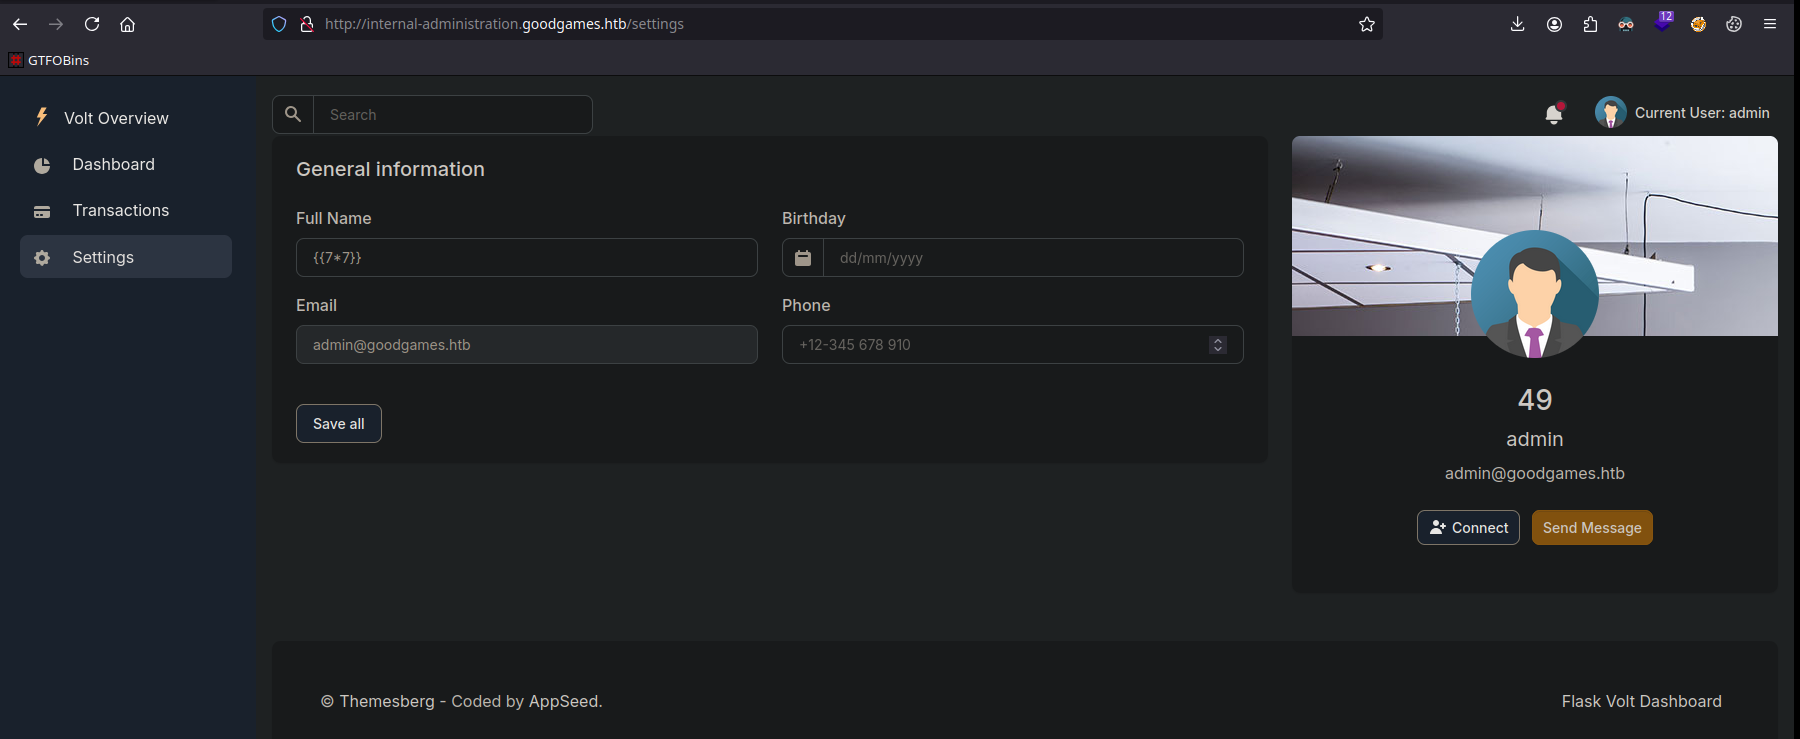 http://internal-administration.goodgames.htb/settings
12
GTFOBins
Volt Overview
Dashboard
Transactions
Settings
Search
Current User: admin
General information
Full Name
Birthday
{{7*7}}
dd/mm/yyyy
Email
Phone
admin@goodgames.htb
+12-345 678 910
Save all
49
admin
admin@goodgames.htb
Connect
Send Message
© Themesberg - Coded by AppSeed.
Flask Volt Dashboard